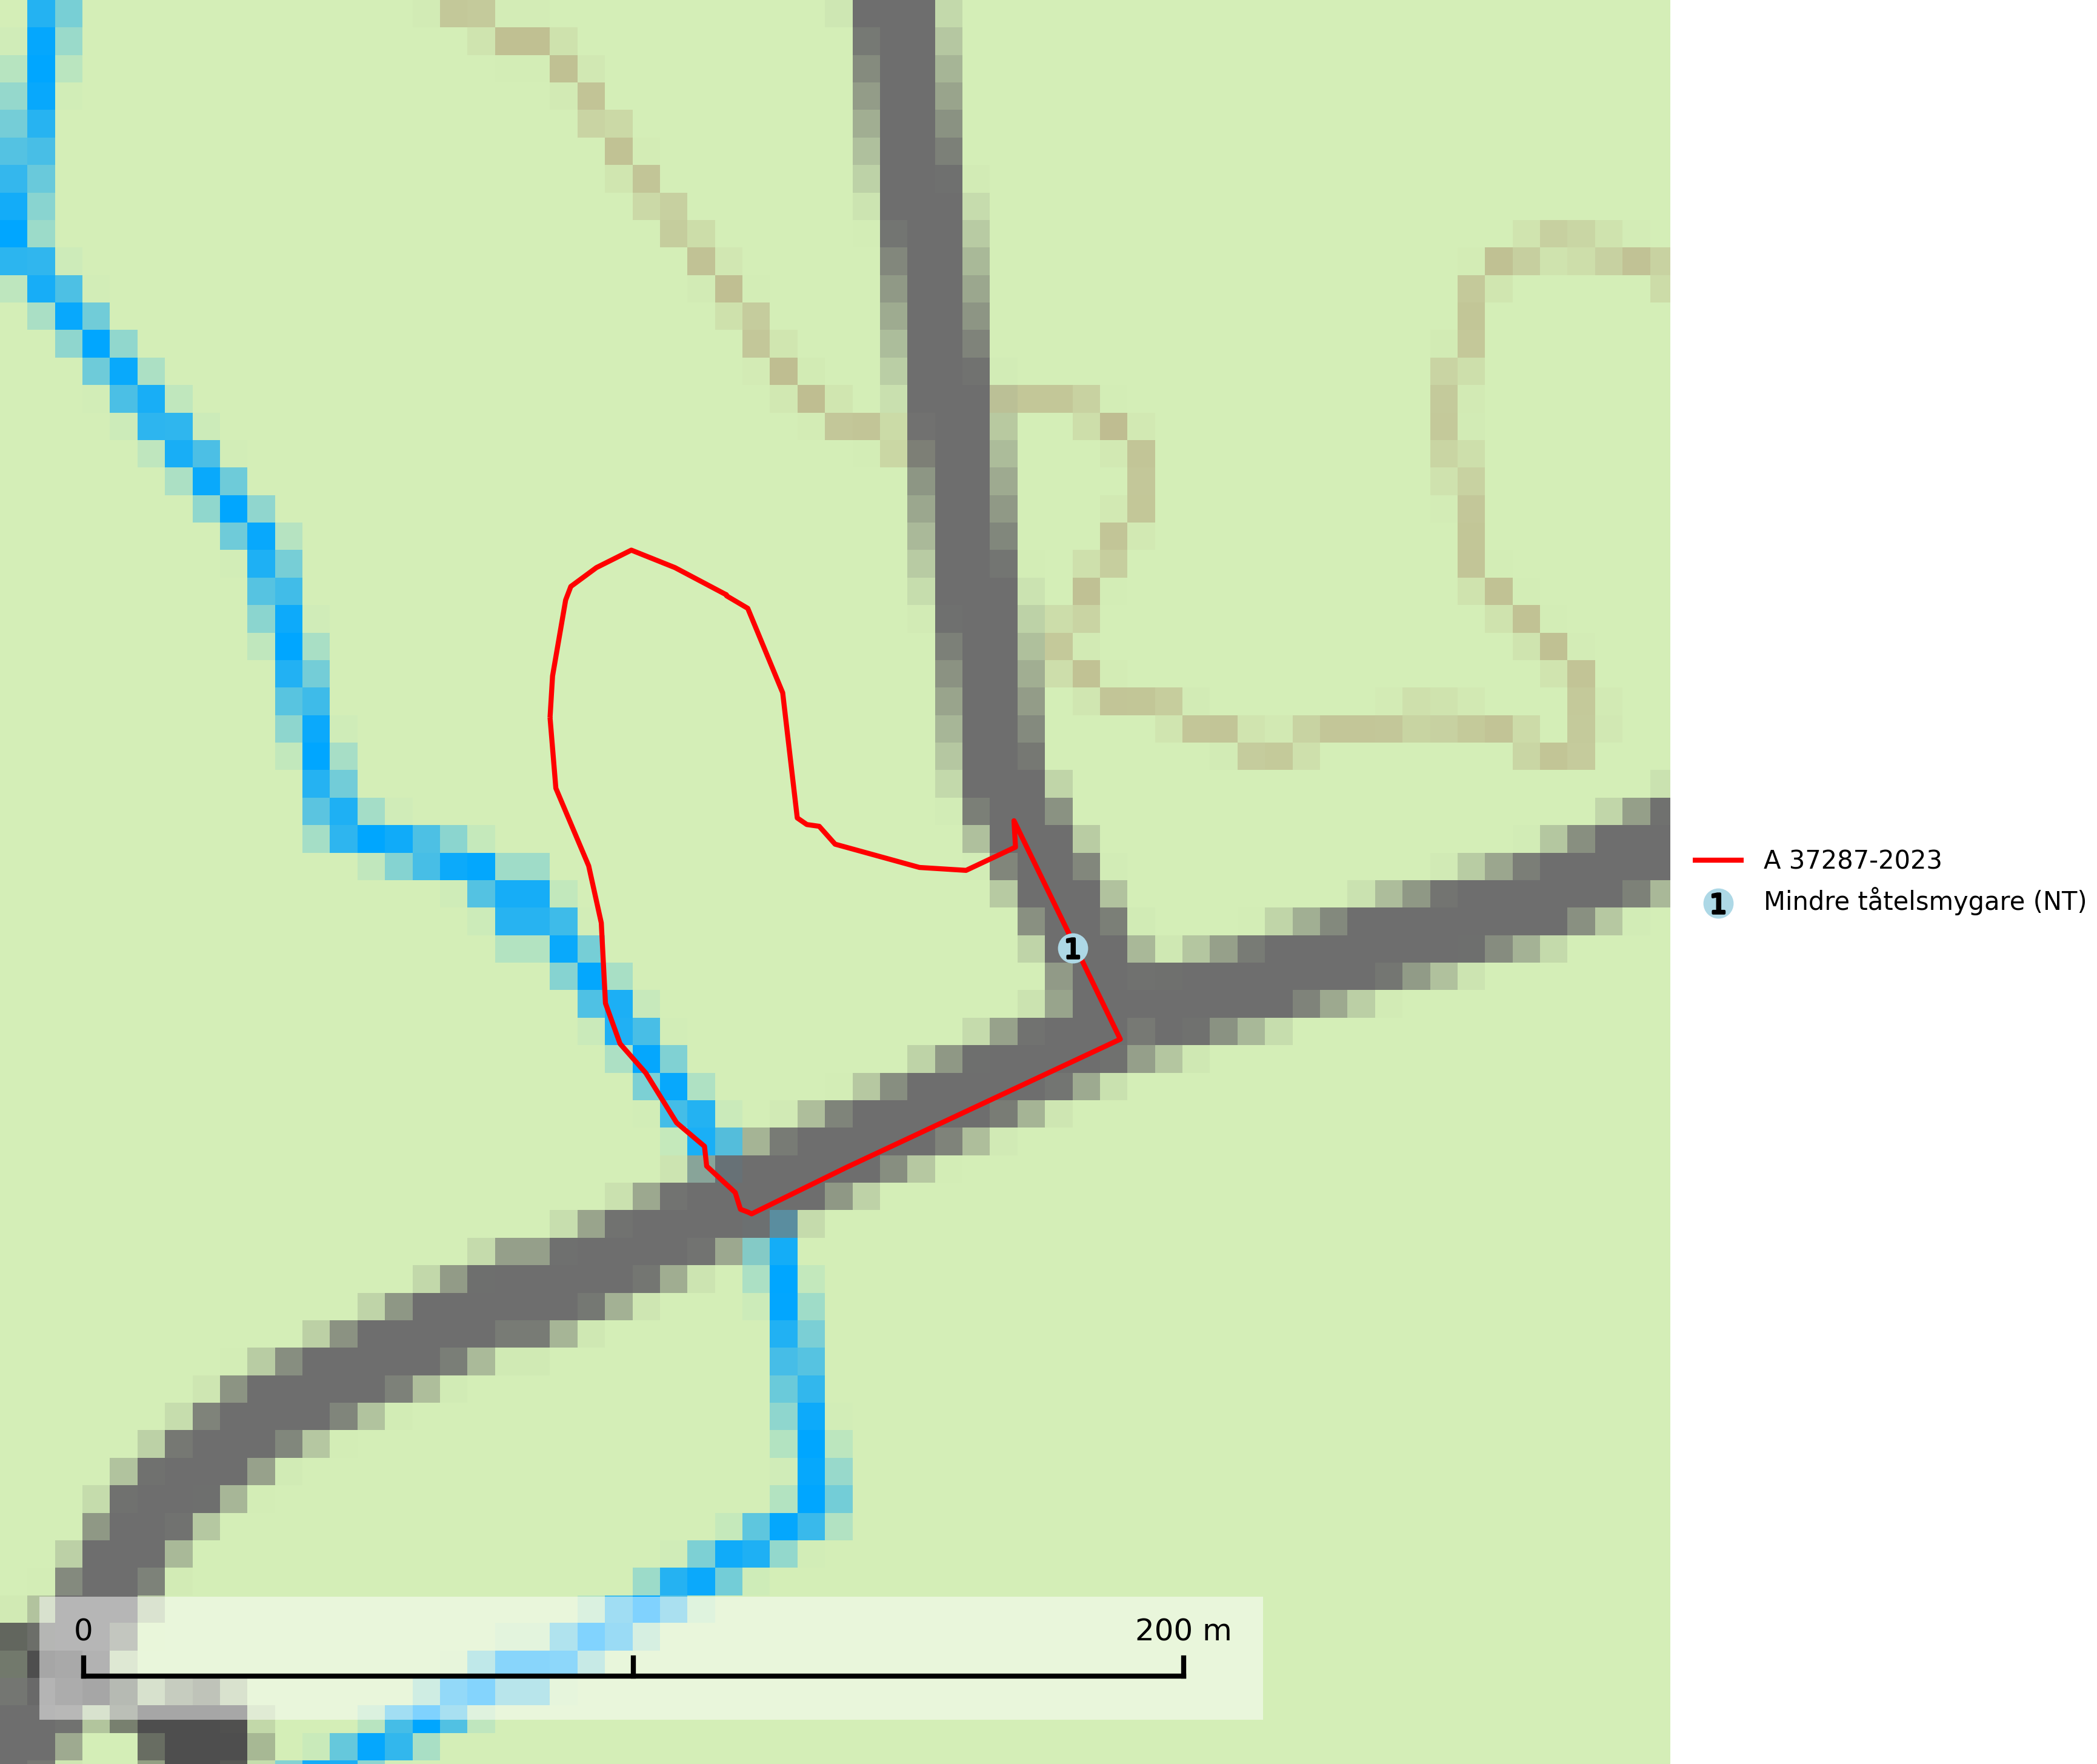 A 37287-2023
1 Mindre tåtelsmygare (NT)
1
0 200 m